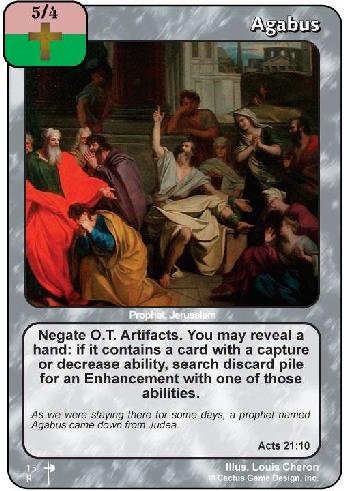 5/4
Agabus
Prophet, Jerusalem
Negate O.T. Artifacts. You may reveal a
hand: if it contains a card with a capture
or decrease ability, search discard pile
for an Enhancement with one of those
abilities.
As we were staying there for some days, a prophet named
Agabus came down from Judea.
Acts 21:10
Illus. Louis Cheron
R
© Cactus Game Design, Inc.